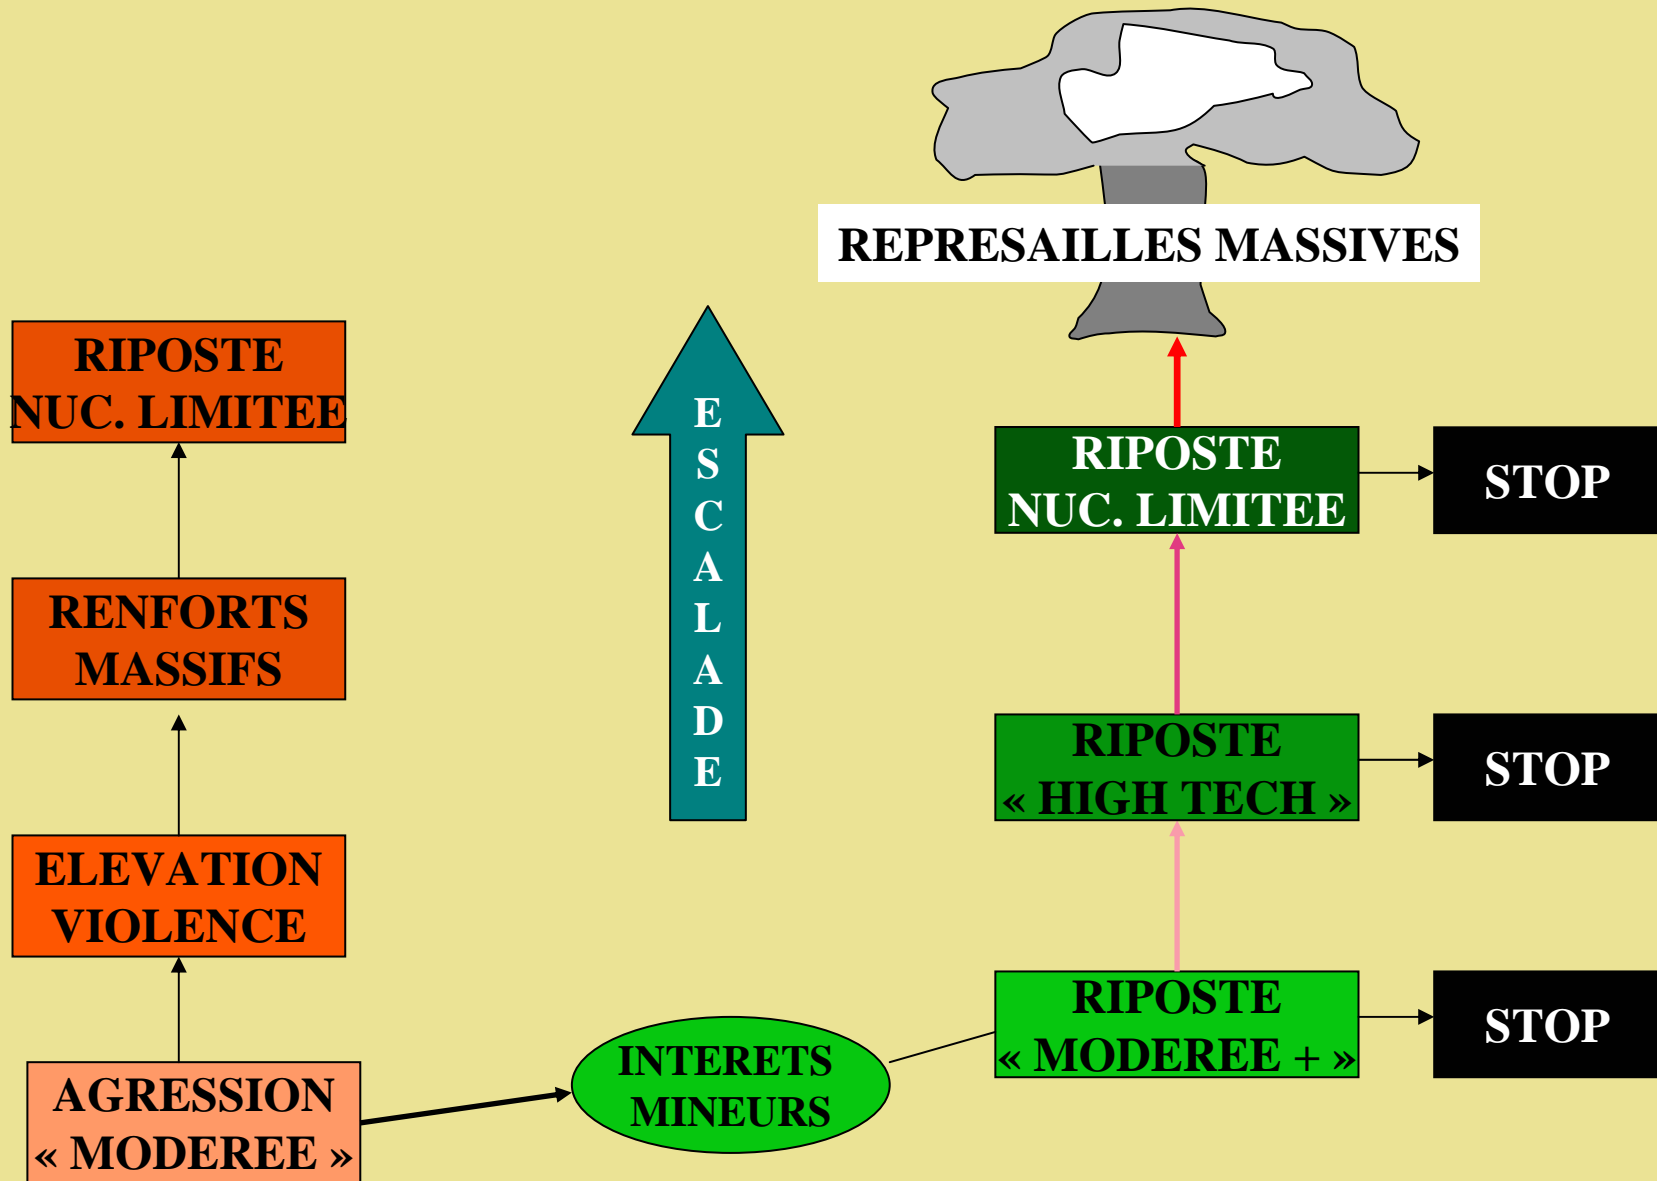 REPRESAILLES MASSIVES
RIPOSTE
NUC. LIMITEE
E
S
C
A
L
A
D
E
RIPOSTE
NUC. LIMITEE
STOP
RENFORTS
MASSIFS
RIPOSTE
« HIGH TECH »
STOP
ELEVATION
VIOLENCE
RIPOSTE
« MODEREE + »
STOP
INTERETS
MINEURS
AGRESSION
« MODEREE »